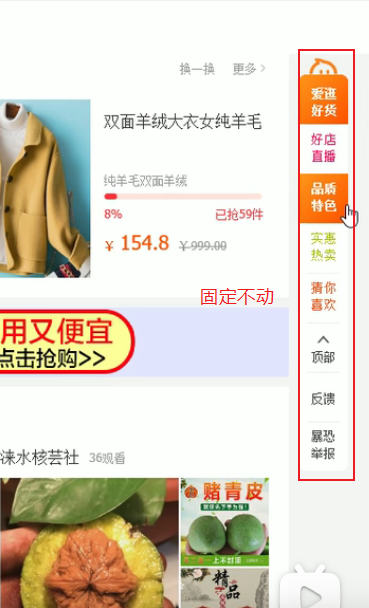 换一换 更多 >
双面羊绒大衣女纯羊毛
纯羊毛双面羊绒
8% 已抢59件
￥154.8 ￥999.00
固定不动
用又便宜
点击抢购>>
涞水核芸社 36观看
赌青皮
上不封顶
精品
爱逛
好货
好店
直播
品质
特色
实惠
热卖
猜你
喜欢
顶部
反馈
暴恐
举报